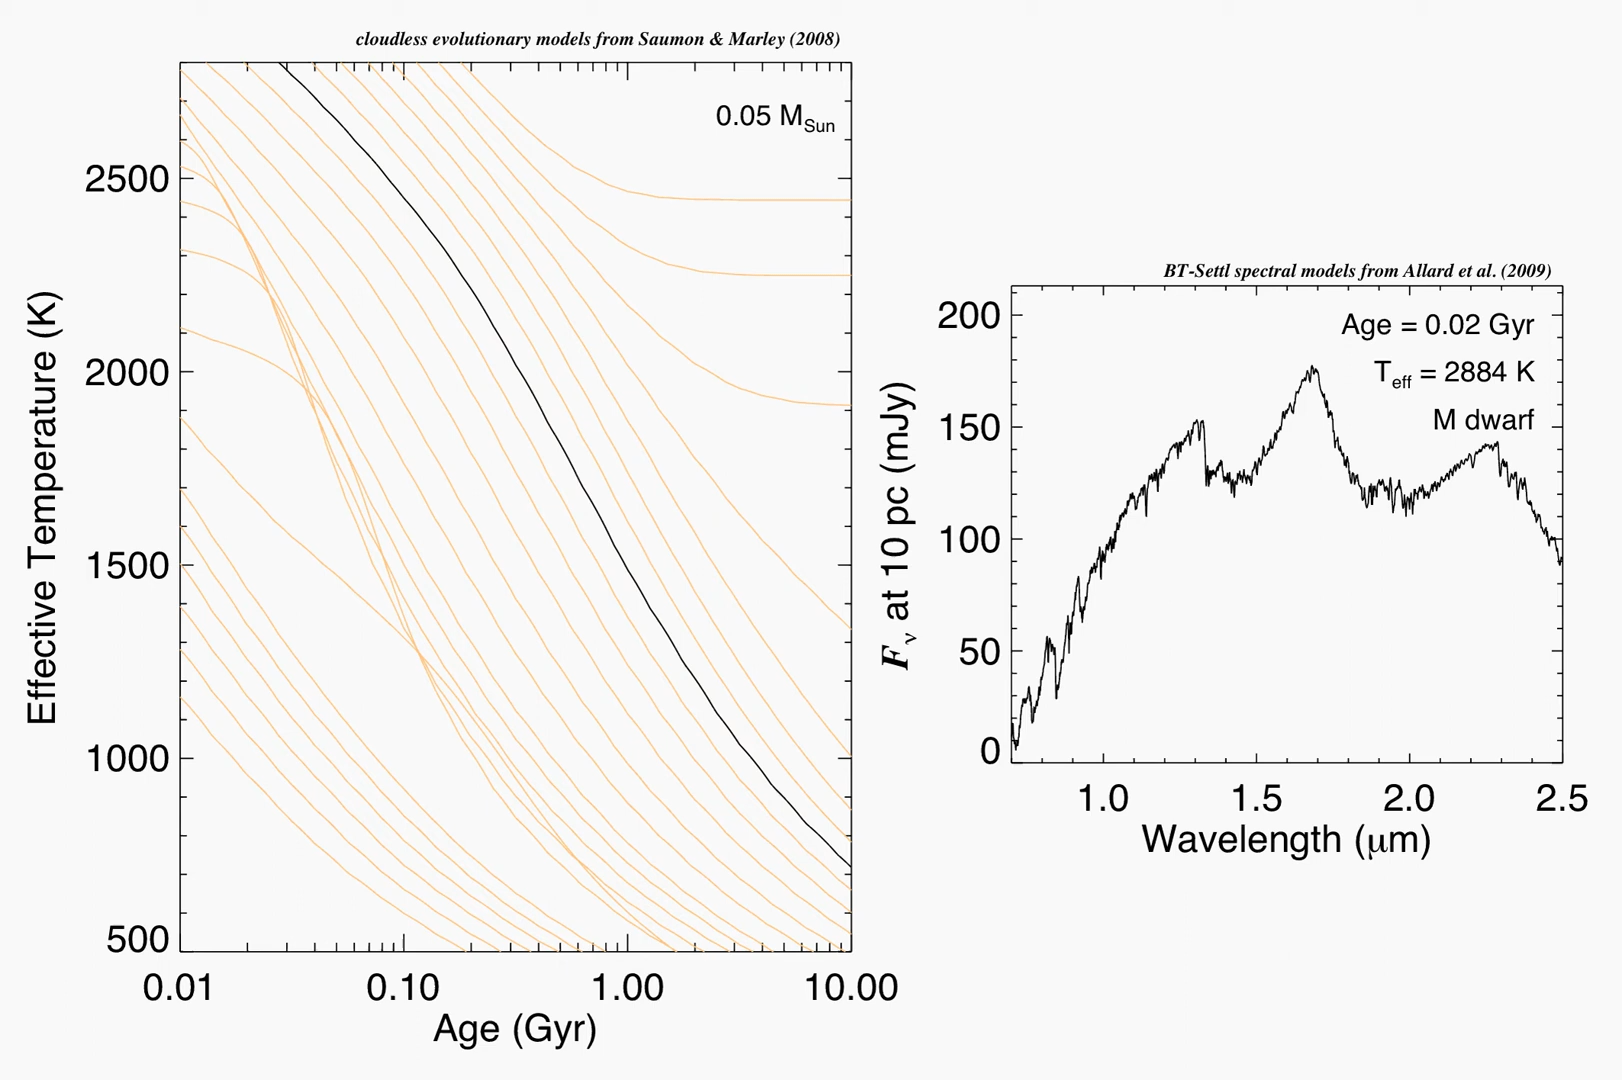 cloudless evolutionary models from Saumon & Marley (2008)
0.05 MSun
2500
2000
1500
1000
500
Effective Temperature (K)
0.01
0.10
1.00
10.00
Age (Gyr)
BT-Settl spectral models from Allard et al. (2009)
Age = 0.02 Gyr
Teff = 2884 K
M dwarf
200
150
100
50
0
Fν at 10 pc (mJy)
1.0
1.5
2.0
2.5
Wavelength (μm)